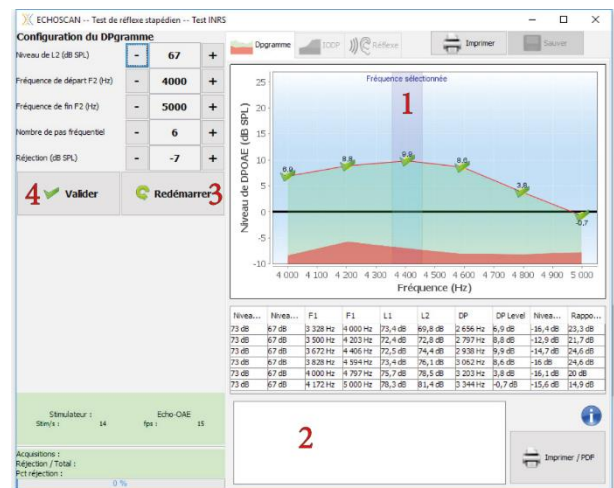 ECHOSCAN -- Test de réflexe stapédien -- Test INRS
Configuration du DPgramme
Niveau de L2 (dB SPL) - 67 +
Fréquence de départ F2 (Hz) - 4000 +
Fréquence de fin F2 (Hz) - 5000 +
Nombre de pas fréquentiel - 6 +
Réjection (dB SPL) - -7 +
4 Valider Redémarrer 3
Dpgramme IODP Réflexe Imprimer Sauver
Fréquence sélectionnée
1
Niveau de DPOAE (dB SPL)
25
20
15
10
5
0
-5
-10
6,9 8,8 9,9 8,6 3,8 -0,7
4 000 4 100 4 200 4 300 4 400 4 500 4 600 4 700 4 800 4 900 5 000
Fréquence (Hz)
Nivea... Nivea... F1 F1 L1 L2 DP DP Level Nivea... Rappo...
73 dB 67 dB 3 328 Hz 4 000 Hz 73,4 dB 69,8 dB 2 656 Hz 6,9 dB -16,4 dB 23,3 dB
73 dB 67 dB 3 500 Hz 4 203 Hz 72,4 dB 72,8 dB 2 797 Hz 8,8 dB -12,9 dB 21,7 dB
73 dB 67 dB 3 672 Hz 4 406 Hz 72,5 dB 74,4 dB 2 938 Hz 9,9 dB -14,7 dB 24,6 dB
73 dB 67 dB 3 828 Hz 4 594 Hz 73,4 dB 76,1 dB 3 062 Hz 8,6 dB -16 dB 24,6 dB
73 dB 67 dB 4 000 Hz 4 797 Hz 75,7 dB 78,5 dB 3 203 Hz 3,8 dB -16,1 dB 20 dB
73 dB 67 dB 4 172 Hz 5 000 Hz 78,3 dB 81,4 dB 3 344 Hz -0,7 dB -15,6 dB 14,9 dB
Stimulateur : Echo-OAE
Stim/s : 14 fps : 15
Acquisitions :
Réjection / Total :
Pct réjection :
0 %
2
i
Imprimer / PDF